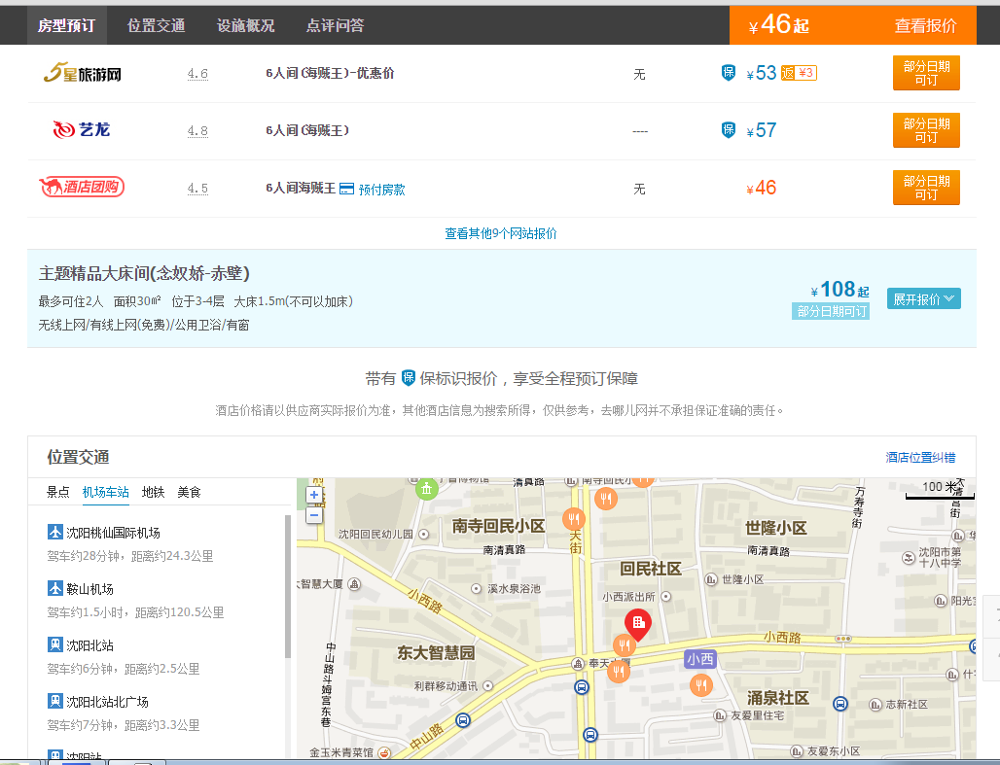 房型预订 位置交通 设施概况 点评问答 ¥46起 查看报价
5星旅游网 4.6 6人间(海贼王)-优惠价 无 保 ¥53 返 ¥3 部分日期可订
艺龙 4.8 6人间(海贼王) ---- 保 ¥57 部分日期可订
酒店团购 4.5 6人间海贼王 预付房款 无 ¥46 部分日期可订
查看其他9个网站报价
主题精品大床间(念奴娇-赤壁)
最多可住2人 面积30㎡ 位于3-4层 大床1.5m(不可以加床)
无线上网/有线上网(免费)/公用卫浴/有窗
¥108起
部分日期可订
展开报价
带有 保 保标识报价，享受全程预订保障
酒店价格请以供应商实际报价为准，其他酒店信息为搜索所得，仅供参考，去哪儿网并不承担保证准确的责任。
位置交通 酒店位置纠错
景点 机场车站 地铁 美食
沈阳桃仙国际机场
驾车约28分钟，距离约24.3公里
鞍山机场
驾车约1.5小时，距离约120.5公里
沈阳北站
驾车约6分钟，距离约2.5公里
沈阳北站北广场
驾车约7分钟，距离约3.3公里
沈阳站
+
−
100 米
清真路
南寺回民小
万寿寺街
沈阳回民幼儿园
南寺回民小区
南清真路
天街
世隆小区
南清真路
沈阳市第十八中学
回民社区
大智慧大厦
小西路
溪水泉浴池
小西派出所
世隆小区
阳光
小西路
东大智慧园
奉天大厦
小西
中山路斗姆宫东巷
利群移动通讯
涌泉社区
志新社区
友爱里住宅
中山路
金玉米青菜馆
友爱东小区